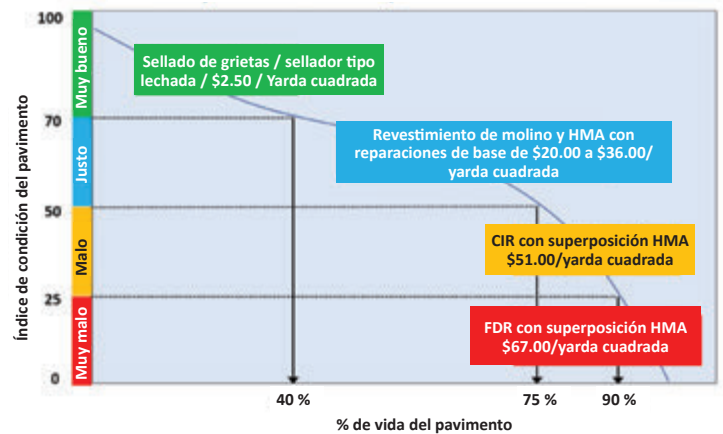 100
70
50
25
0
Índice de condición del pavimento
Muy bueno
Justo
Malo
Muy malo
Sellado de grietas / sellador tipo
lechada / $2.50 / Yarda cuadrada
Revestimiento de molino y HMA con
reparaciones de base de $20.00 a $36.00/
yarda cuadrada
CIR con superposición HMA
$51.00/yarda cuadrada
FDR con superposición HMA
$67.00/yarda cuadrada
40 %
75 %
90 %
% de vida del pavimento